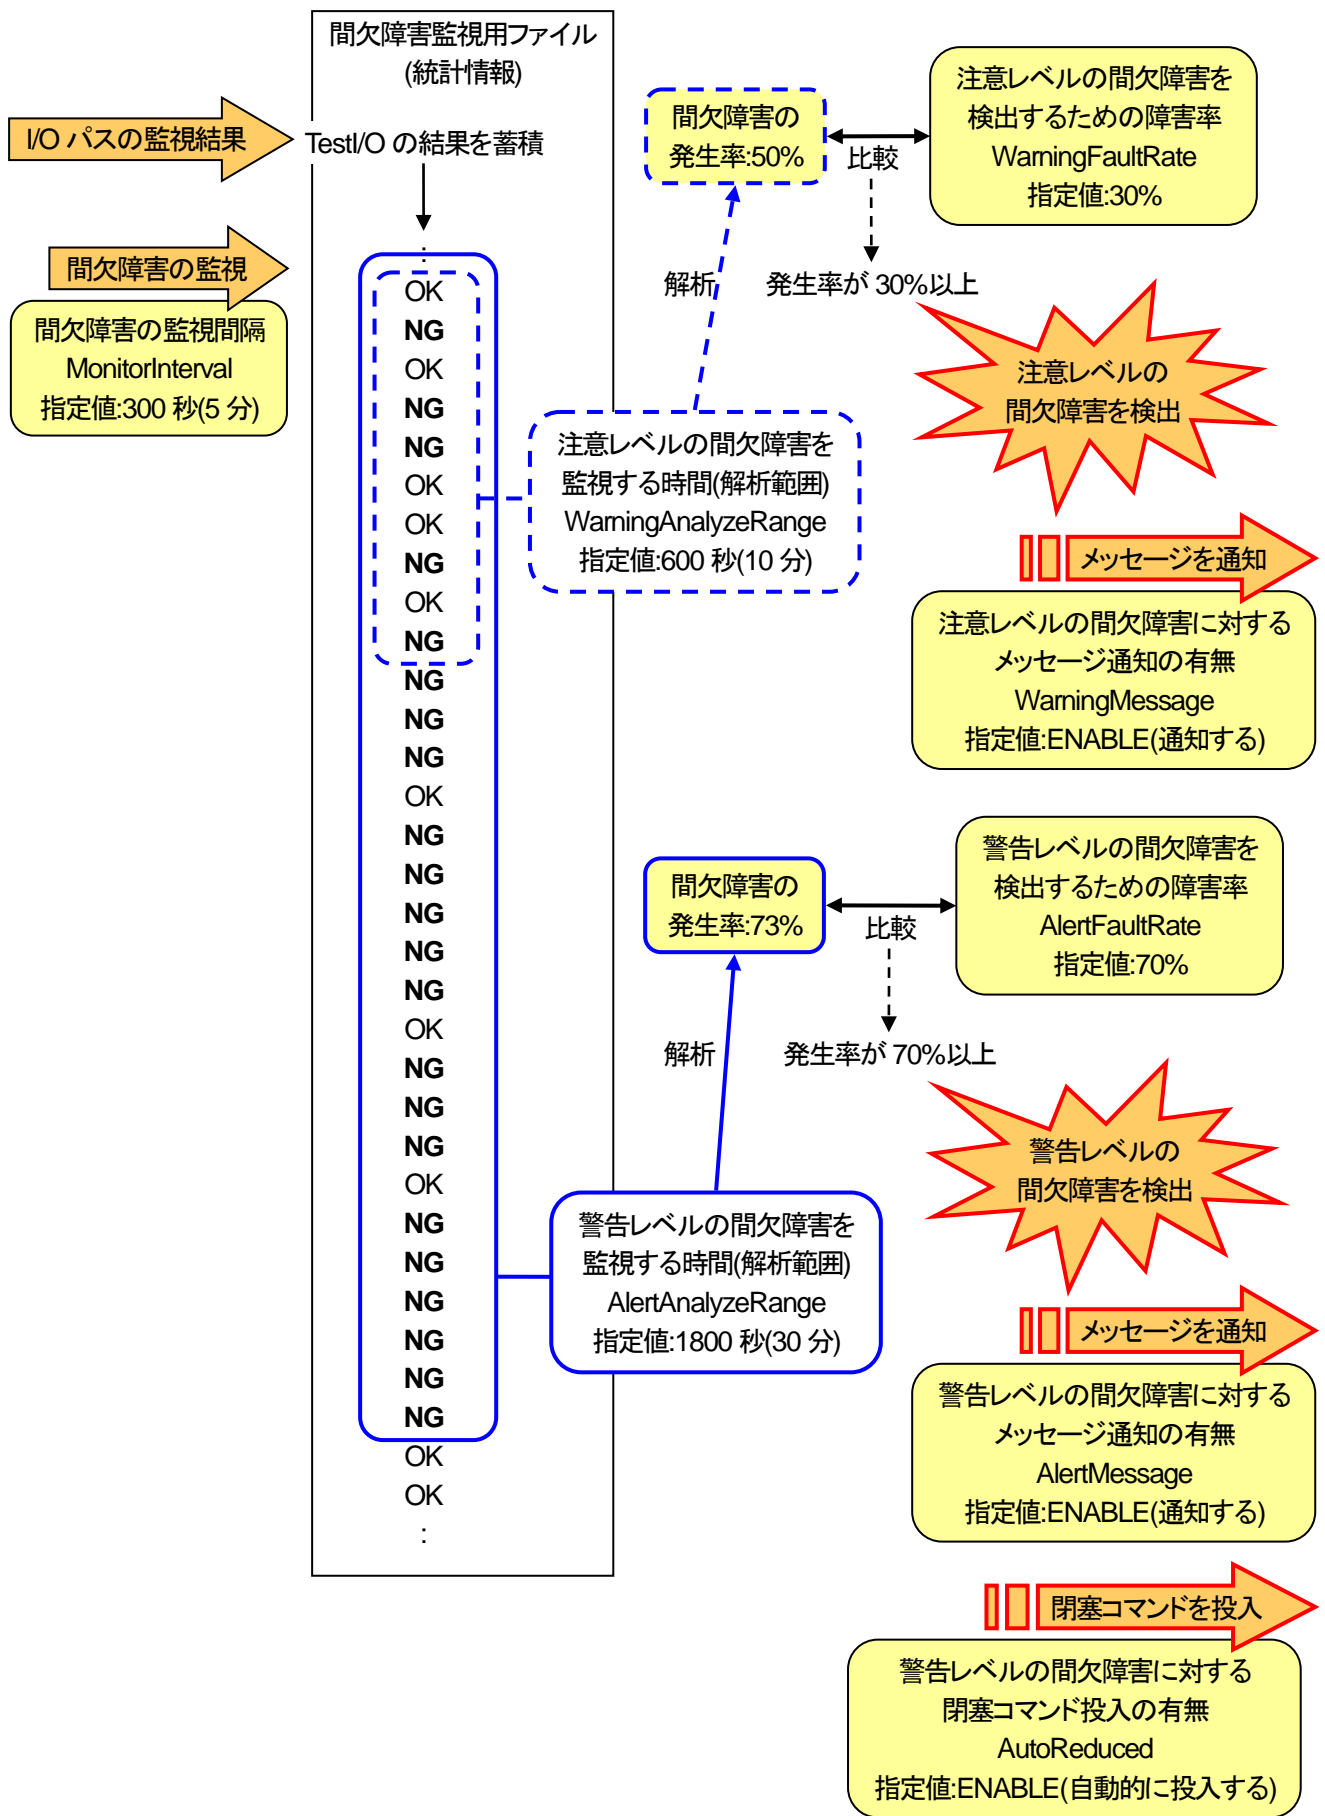 間欠障害監視用ファイル
(統計情報)
I/O パスの監視結果
TestI/O の結果を蓄積
間欠障害の監視
間欠障害の監視間隔
MonitorInterval
指定値:300 秒(5 分)
:
OK
NG
OK
NG
NG
OK
OK
NG
OK
NG
NG
NG
NG
OK
NG
NG
NG
NG
NG
OK
NG
NG
NG
OK
NG
NG
NG
NG
NG
NG
OK
OK
:
間欠障害の
発生率:50%
比較
注意レベルの間欠障害を
検出するための障害率
WarningFaultRate
指定値:30%
解析
発生率が 30%以上
注意レベルの
間欠障害を検出
注意レベルの間欠障害を
監視する時間(解析範囲)
WarningAnalyzeRange
指定値:600 秒(10 分)
メッセージを通知
注意レベルの間欠障害に対する
メッセージ通知の有無
WarningMessage
指定値:ENABLE(通知する)
間欠障害の
発生率:73%
比較
警告レベルの間欠障害を
検出するための障害率
AlertFaultRate
指定値:70%
解析
発生率が 70%以上
警告レベルの
間欠障害を検出
警告レベルの間欠障害を
監視する時間(解析範囲)
AlertAnalyzeRange
指定値:1800 秒(30 分)
メッセージを通知
警告レベルの間欠障害に対する
メッセージ通知の有無
AlertMessage
指定値:ENABLE(通知する)
閉塞コマンドを投入
警告レベルの間欠障害に対する
閉塞コマンド投入の有無
AutoReduced
指定値:ENABLE(自動的に投入する)